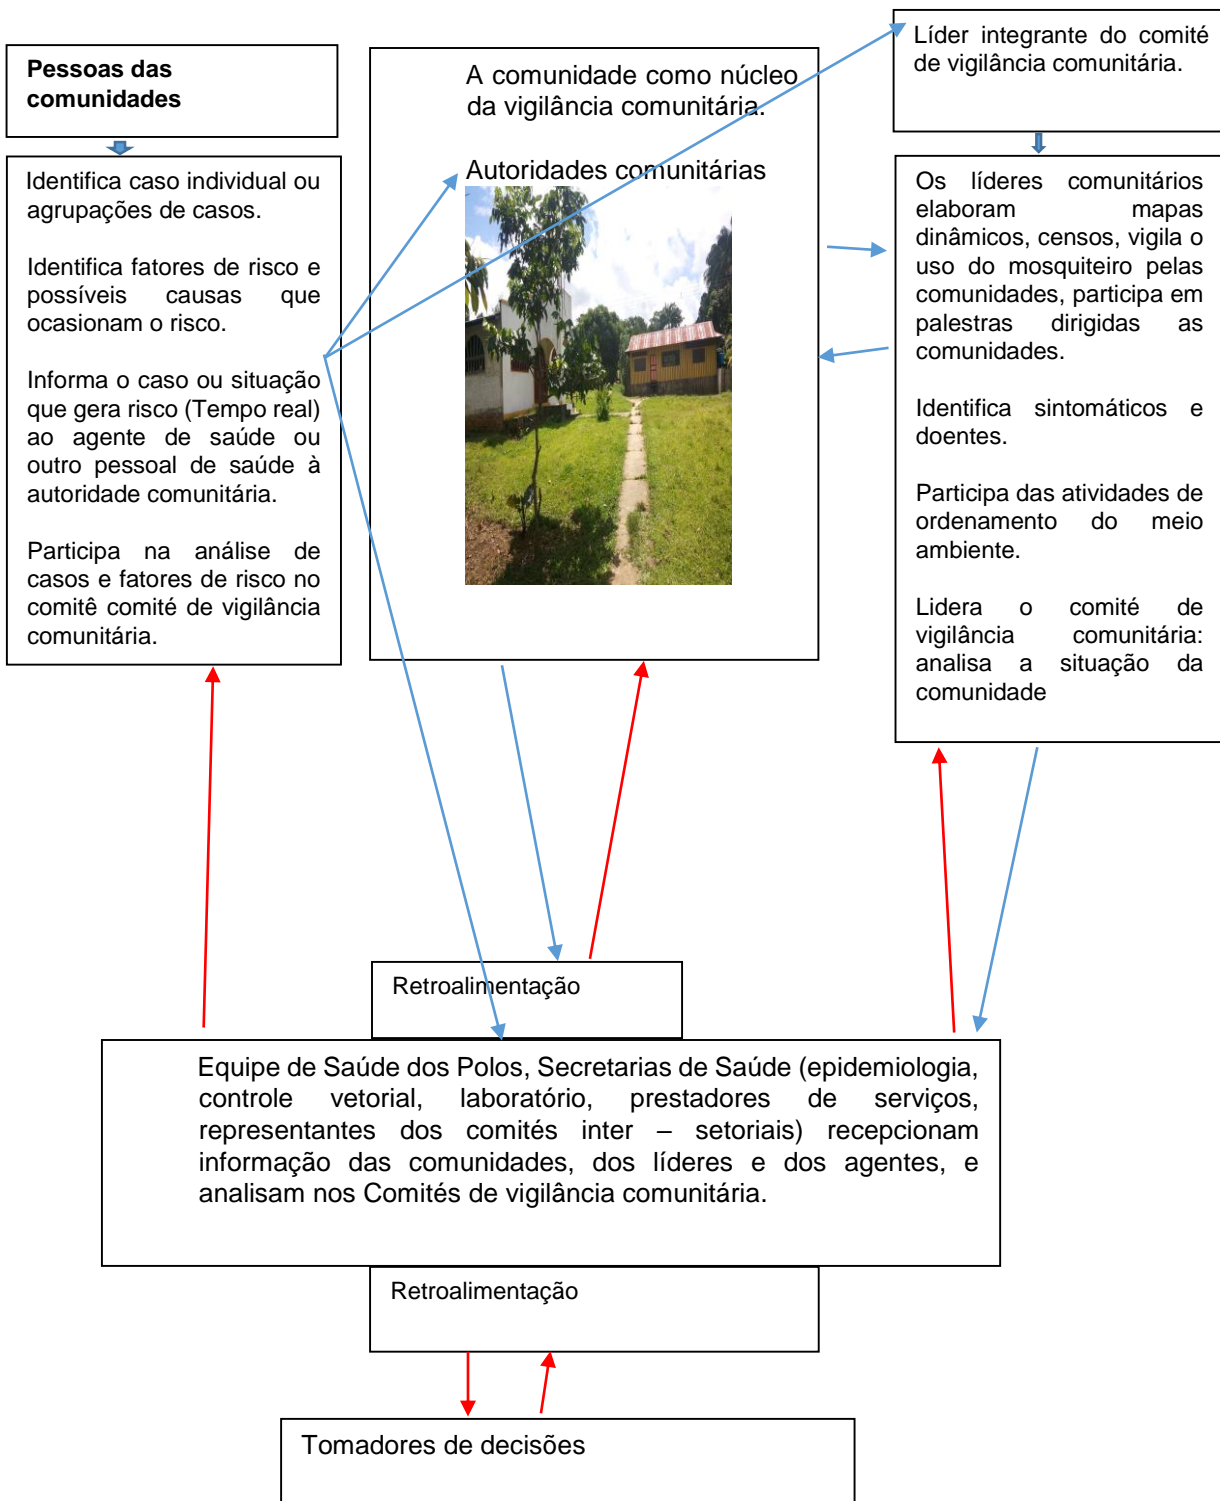 Pessoas das
comunidades
Identifica caso individual ou
agrupações de casos.
Identifica fatores de risco e
possíveis causas que
ocasionam o risco.
Informa o caso ou situação
que gera risco (Tempo real)
ao agente de saúde ou
outro pessoal de saúde à
autoridade comunitária.
Participa na análise de
casos e fatores de risco no
comitê comité de vigilância
comunitária.
A comunidade como núcleo
da vigilância comunitária.
Autoridades comunitárias
Líder integrante do comité
de vigilância comunitária.
Os líderes comunitários
elaboram mapas
dinâmicos, censos, vigila o
uso do mosquiteiro pelas
comunidades, participa em
palestras dirigidas as
comunidades.
Identifica sintomáticos e
doentes.
Participa das atividades de
ordenamento do meio
ambiente.
Lidera o comité de
vigilância comunitária:
analisa a situação da
comunidade
Retroalimentação
Equipe de Saúde dos Polos, Secretarias de Saúde (epidemiologia,
controle vetorial, laboratório, prestadores de serviços,
representantes dos comités inter – setoriais) recepcionam
informação das comunidades, dos líderes e dos agentes, e
analisam nos Comités de vigilância comunitária.
Retroalimentação
Tomadores de decisões